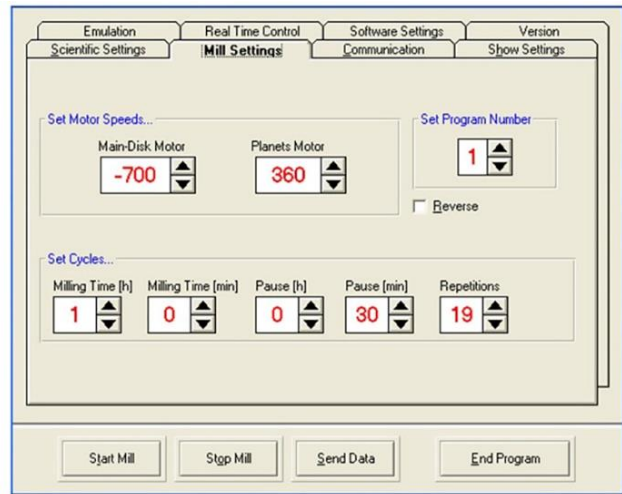 Emulation Real Time Control Software Settings Version
Scientific Settings Mill Settings Communication Show Settings
Set Motor Speeds... Set Program Number
Main-Disk Motor Planets Motor
-700 360 1
Reverse
Set Cycles...
Milling Time [h] Milling Time [min] Pause [h] Pause [min] Repetitions
1 0 0 30 19
Start Mill Stop Mill Send Data End Program